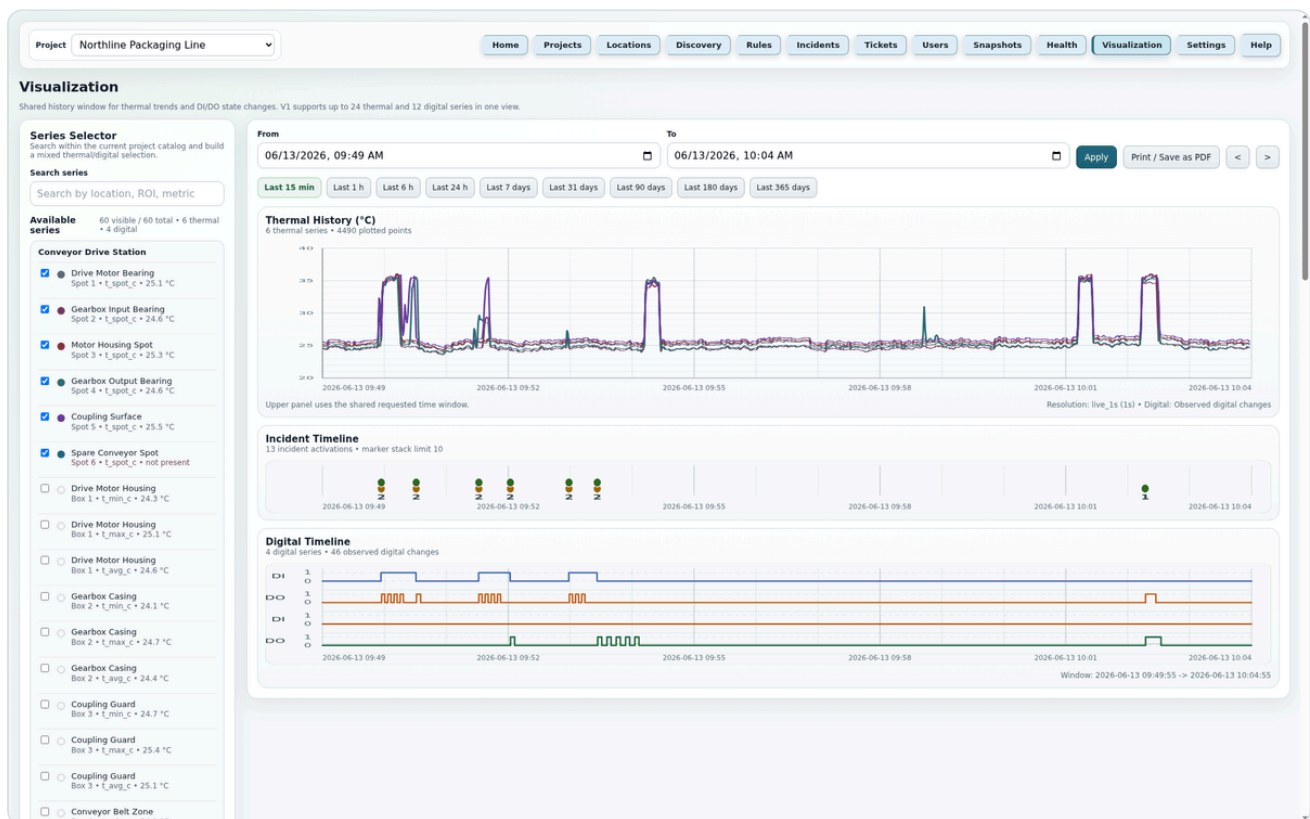 Project
Northline Packaging Line
Home
Projects
Locations
Discovery
Rules
Incidents
Tickets
Users
Snapshots
Health
Visualization
Settings
Help
Visualization
Shared history window for thermal trends and DI/DO state changes. V1 supports up to 24 thermal and 12 digital series in one view.
Series Selector
Search within the current project catalog and build
a mixed thermal/digital selection.
Search series
Search by location, ROI, metric
Available
series
60 visible / 60 total • 6 thermal
• 4 digital
Conveyor Drive Station
Drive Motor Bearing
Spot 1 • t_spot_c • 25.1 °C
Gearbox Input Bearing
Spot 2 • t_spot_c • 24.6 °C
Motor Housing Spot
Spot 3 • t_spot_c • 25.3 °C
Gearbox Output Bearing
Spot 4 • t_spot_c • 24.6 °C
Coupling Surface
Spot 5 • t_spot_c • 25.5 °C
Spare Conveyor Spot
Spot 6 • t_spot_c • not present
Drive Motor Housing
Box 1 • t_min_c • 24.3 °C
Drive Motor Housing
Box 1 • t_max_c • 25.1 °C
Drive Motor Housing
Box 1 • t_avg_c • 24.6 °C
Gearbox Casing
Box 2 • t_min_c • 24.1 °C
Gearbox Casing
Box 2 • t_max_c • 24.7 °C
Gearbox Casing
Box 2 • t_avg_c • 24.4 °C
Coupling Guard
Box 3 • t_min_c • 24.7 °C
Coupling Guard
Box 3 • t_max_c • 25.4 °C
Coupling Guard
Box 3 • t_avg_c • 25.1 °C
Conveyor Belt Zone
From
06/13/2026, 09:49 AM
To
06/13/2026, 10:04 AM
Apply
Print / Save as PDF
<
>
Last 15 min
Last 1 h
Last 6 h
Last 24 h
Last 7 days
Last 31 days
Last 90 days
Last 180 days
Last 365 days
Thermal History (°C)
6 thermal series • 4490 plotted points
40
35
30
25
20
2026-06-13 09:49
2026-06-13 09:52
2026-06-13 09:55
2026-06-13 09:58
2026-06-13 10:01
2026-06-13 10:04
Upper panel uses the shared requested time window.
Resolution: live_1s (1s) • Digital: Observed digital changes
Incident Timeline
13 incident activations • marker stack limit 10
2
2
2
2
2
2
1
2026-06-13 09:49
2026-06-13 09:52
2026-06-13 09:55
2026-06-13 09:58
2026-06-13 10:01
2026-06-13 10:04
Digital Timeline
4 digital series • 46 observed digital changes
DI
1
0
DO
1
0
DI
1
0
DO
1
0
2026-06-13 09:49
2026-06-13 09:52
2026-06-13 09:55
2026-06-13 09:58
2026-06-13 10:01
2026-06-13 10:04
Window: 2026-06-13 09:49:55 -> 2026-06-13 10:04:55